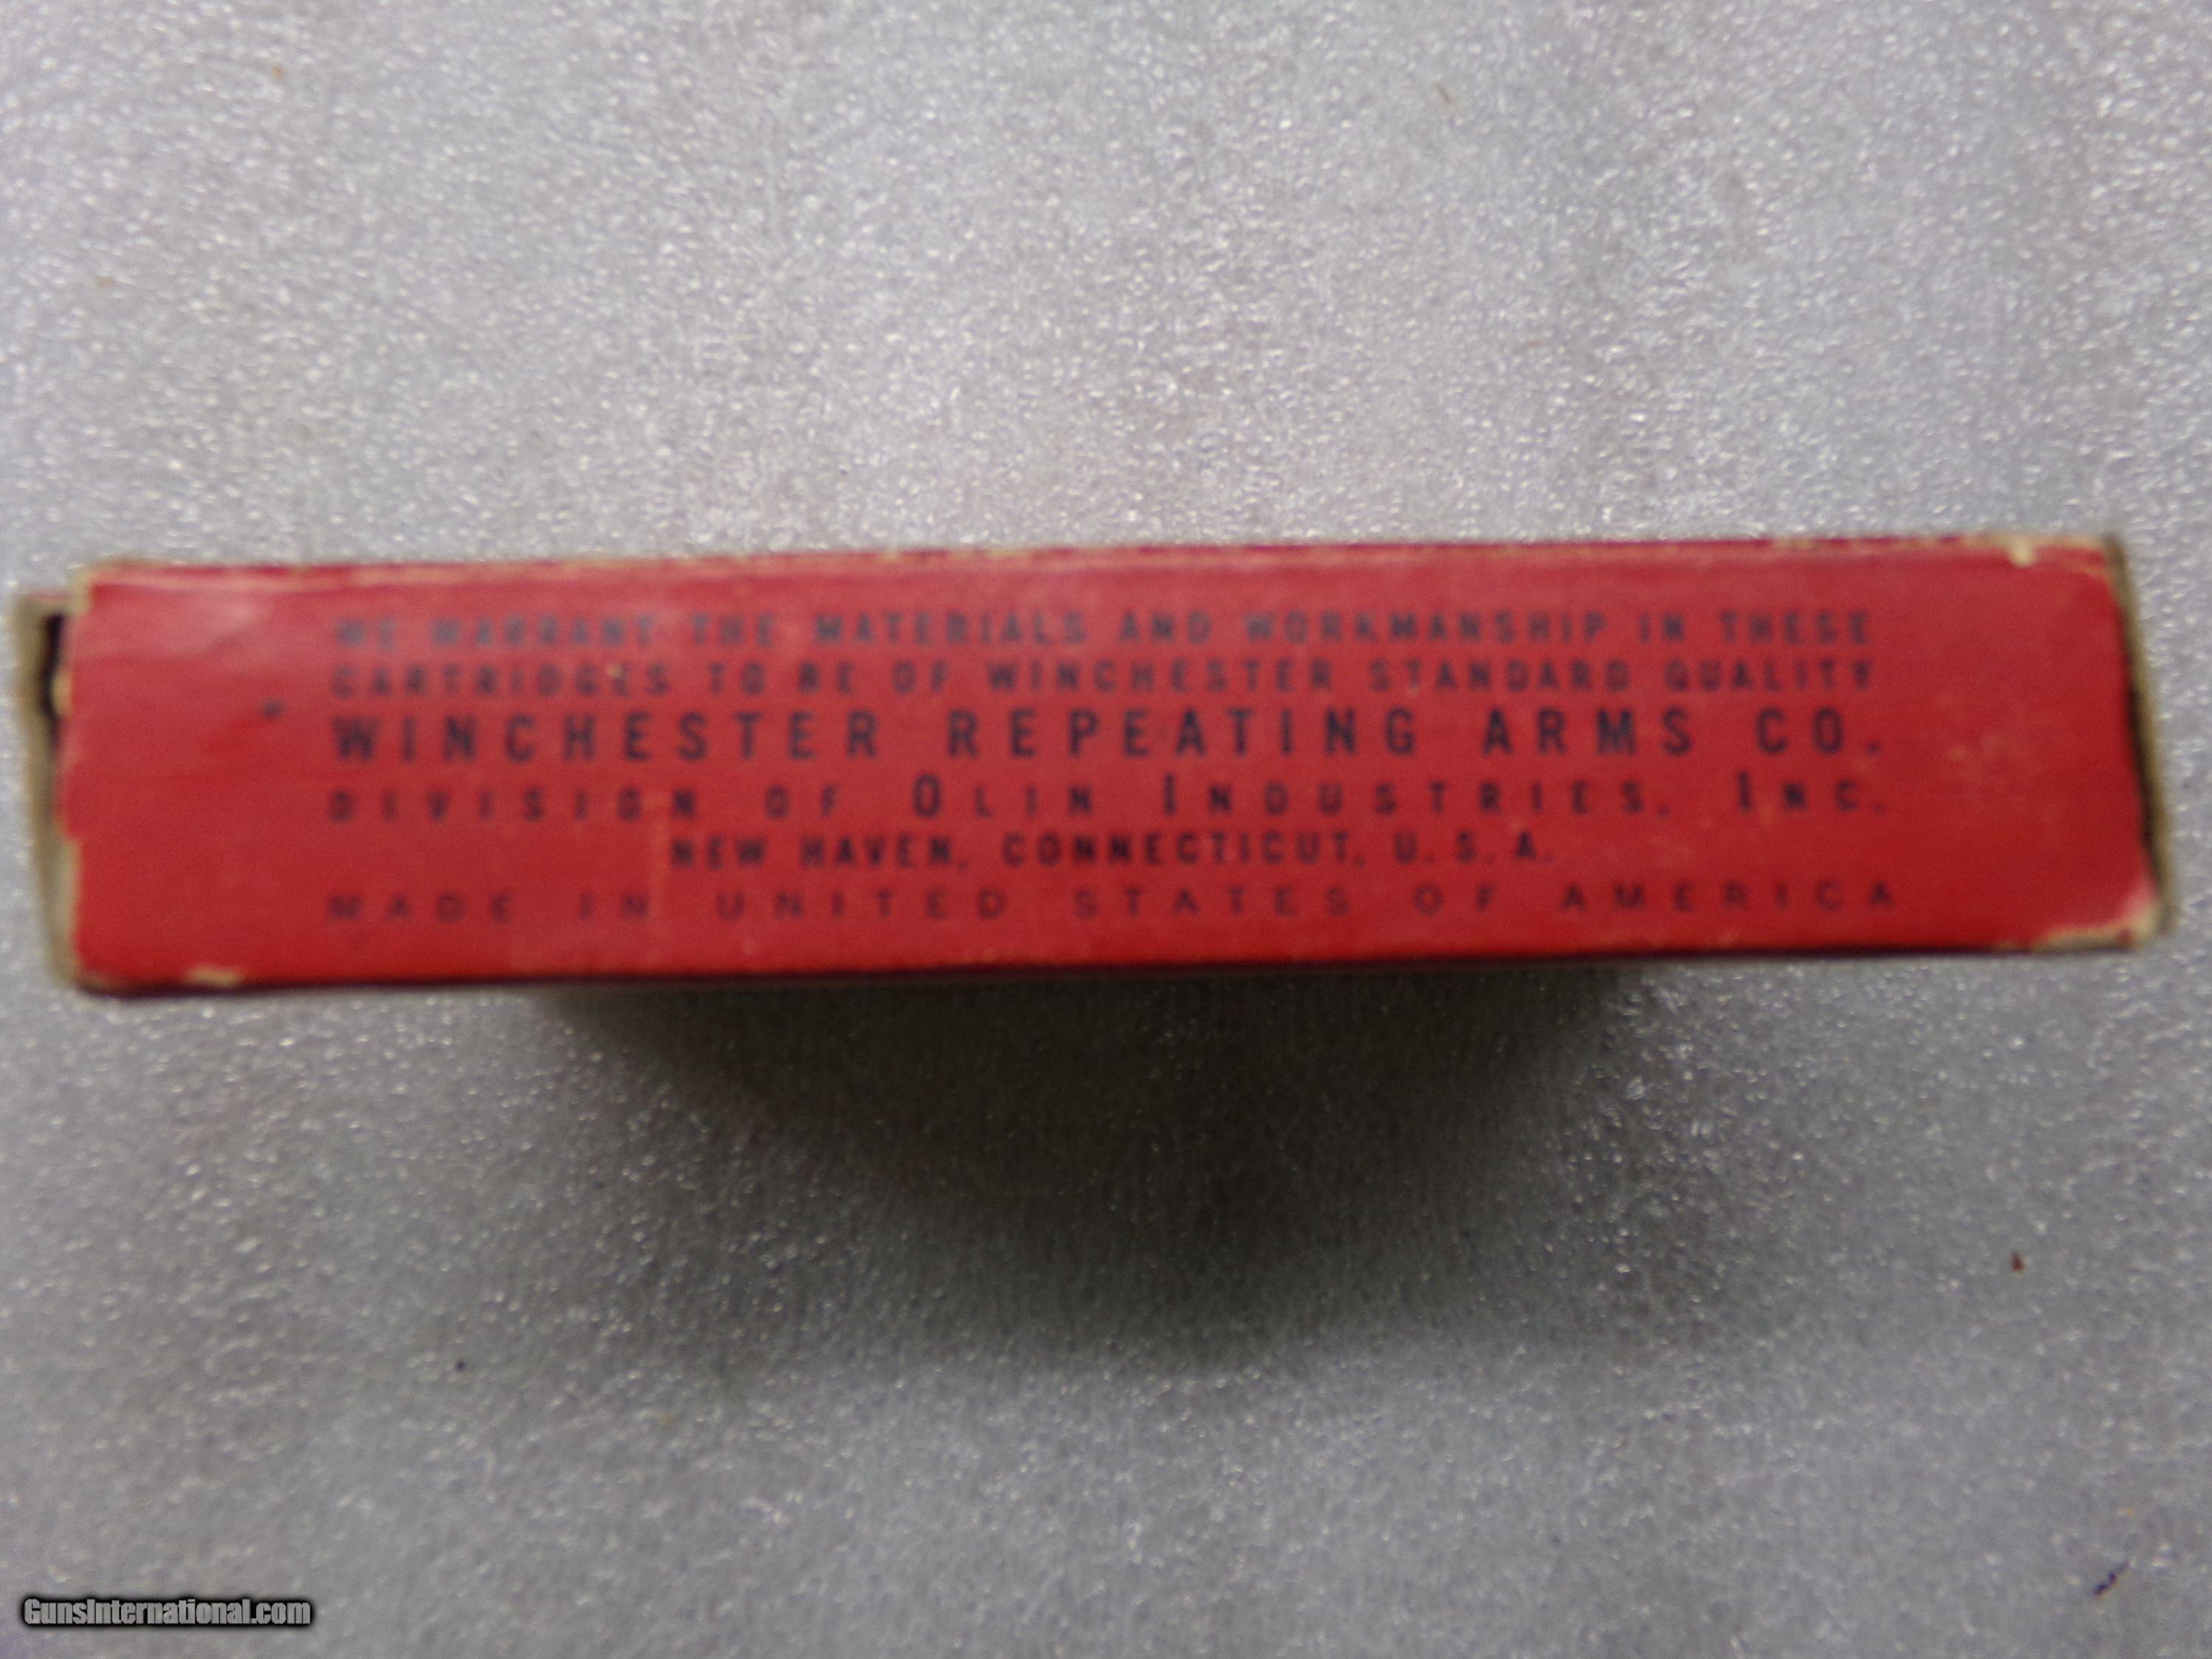 WE WARRANT THE MATERIALS AND WORKMANSHIP IN THESE
CARTRIDGES TO BE OF WINCHESTER STANDARD QUALITY
WINCHESTER REPEATING ARMS CO.
DIVISION OF OLIN INDUSTRIES, INC.
NEW HAVEN, CONNECTICUT, U.S.A.
MADE IN UNITED STATES OF AMERICA
GunsInternational.com